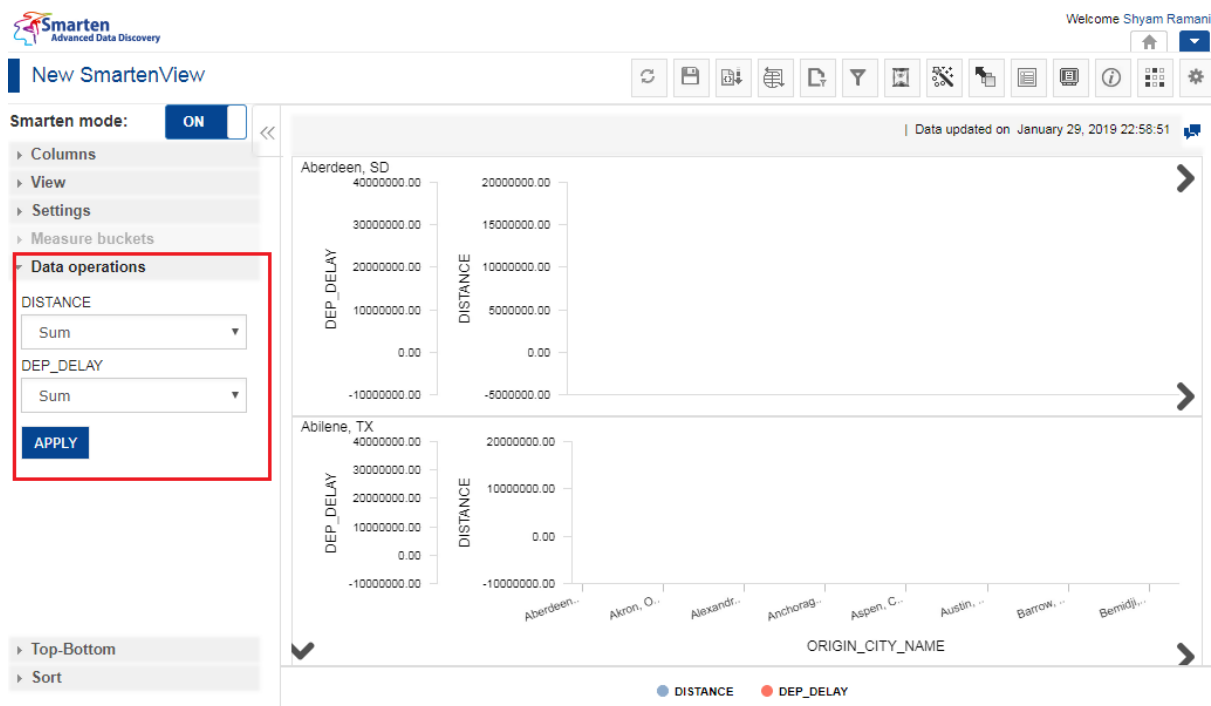 Smarten
Advanced Data Discovery
Welcome Shyam Ramani
New SmartenView
Smarten mode:
ON
Columns
View
Settings
Measure buckets
Data operations
DISTANCE
Sum
DEP_DELAY
Sum
APPLY
Top-Bottom
Sort
| Data updated on January 29, 2019 22:58:51
Aberdeen, SD
DEP_DELAY
40000000.00
30000000.00
20000000.00
10000000.00
0.00
-10000000.00
DISTANCE
20000000.00
15000000.00
10000000.00
5000000.00
0.00
-5000000.00
Abilene, TX
DEP_DELAY
40000000.00
30000000.00
20000000.00
10000000.00
0.00
-10000000.00
DISTANCE
20000000.00
10000000.00
0.00
-10000000.00
Aberdeen..
Akron, O..
Alexandr..
Anchorag..
Aspen, C..
Austin, ..
Barrow, ..
Bemidji,..
ORIGIN_CITY_NAME
DISTANCE
DEP_DELAY